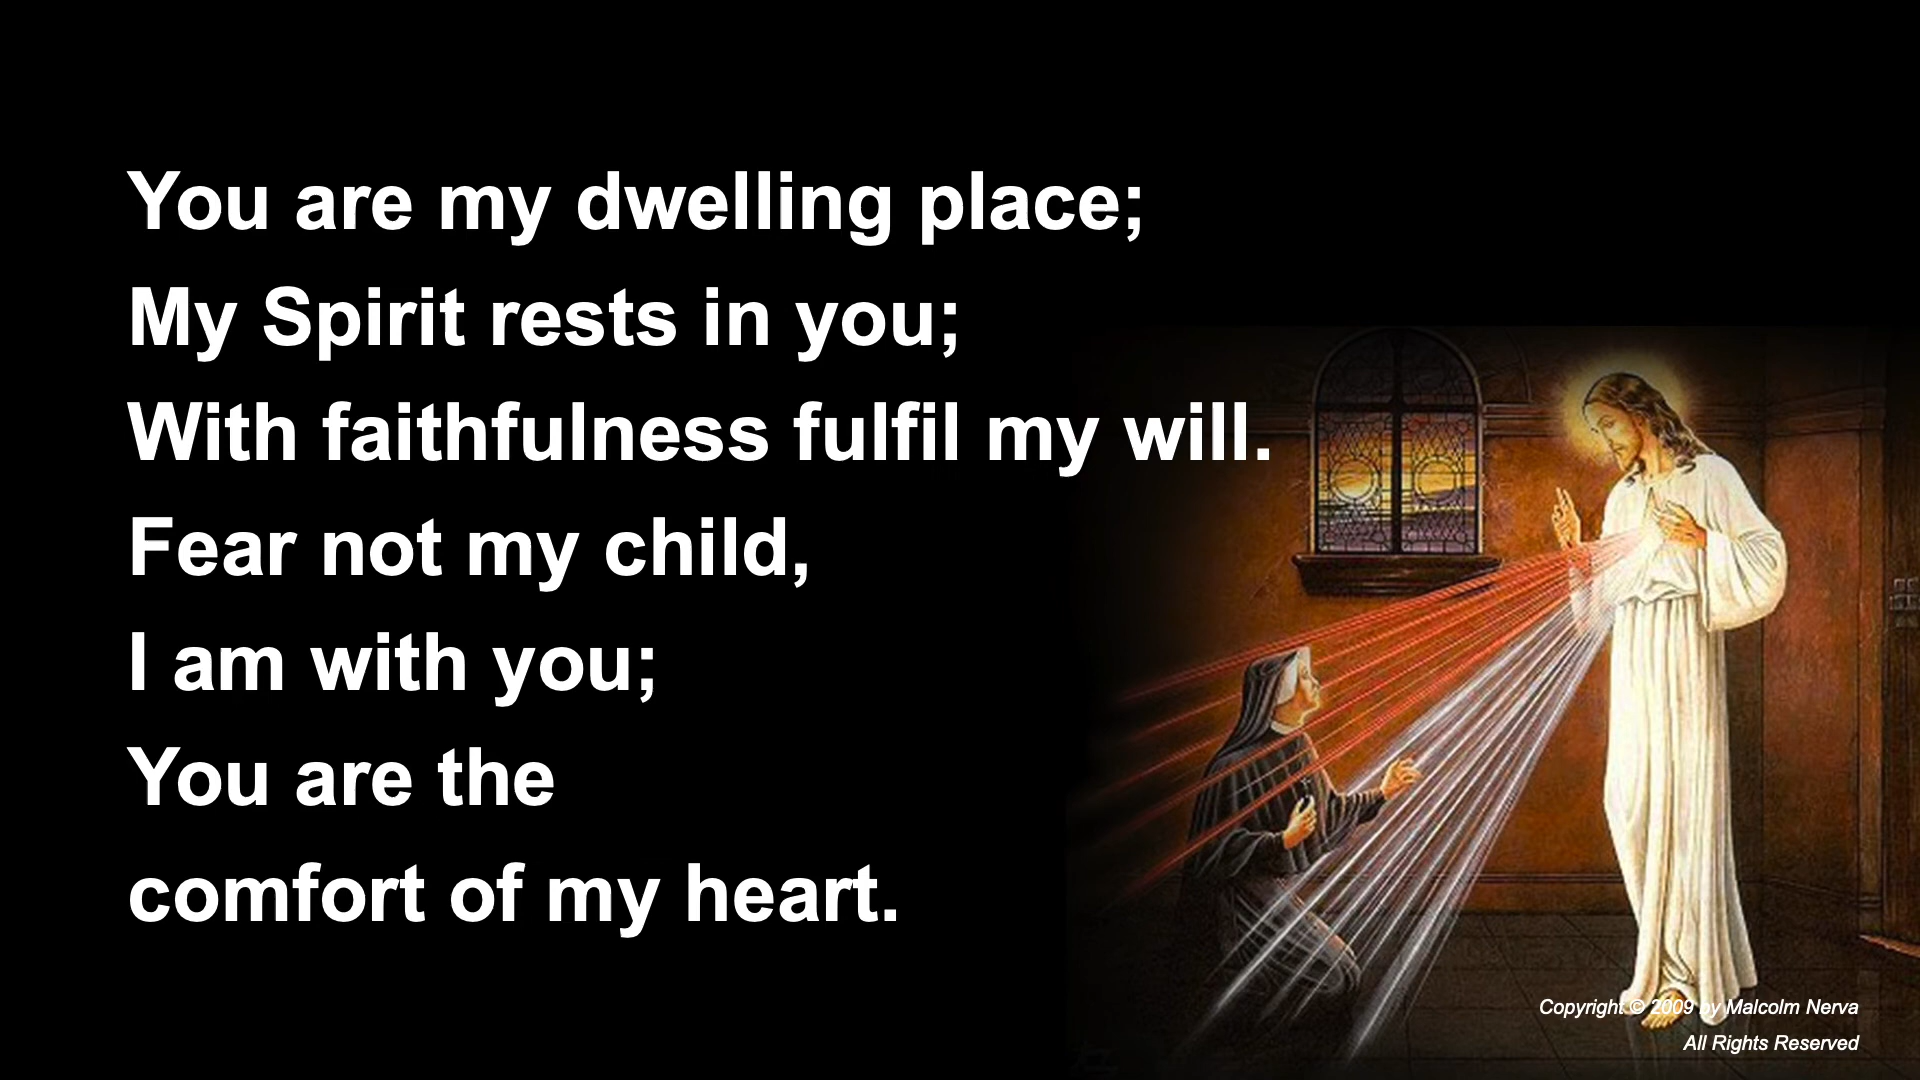 You are my dwelling place;
My Spirit rests in you;
With faithfulness fulfil my will.
Fear not my child,
I am with you;
You are the
comfort of my heart.
Copyright © 2009 by Malcolm Nerva
All Rights Reserved